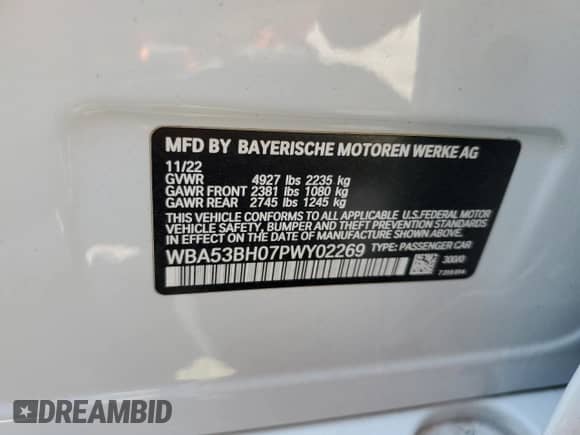 MFD BY BAYERISCHE MOTOREN WERKE AG
11/22
GVWR 4927 lbs 2235 kg
GAWR FRONT 2381 lbs 1080 kg
GAWR REAR 2745 lbs 1245 kg
THIS VEHICLE CONFORMS TO ALL APPLICABLE U.S.FEDERAL MOTOR
VEHICLE SAFETY, BUMPER AND THEFT PREVENTION STANDARDS
IN EFFECT ON THE DATE OF MANUFACTURE SHOWN ABOVE.
WBA53BH07PWY02269 TYPE: PASSENGER CAR
300/0
DREAMBID